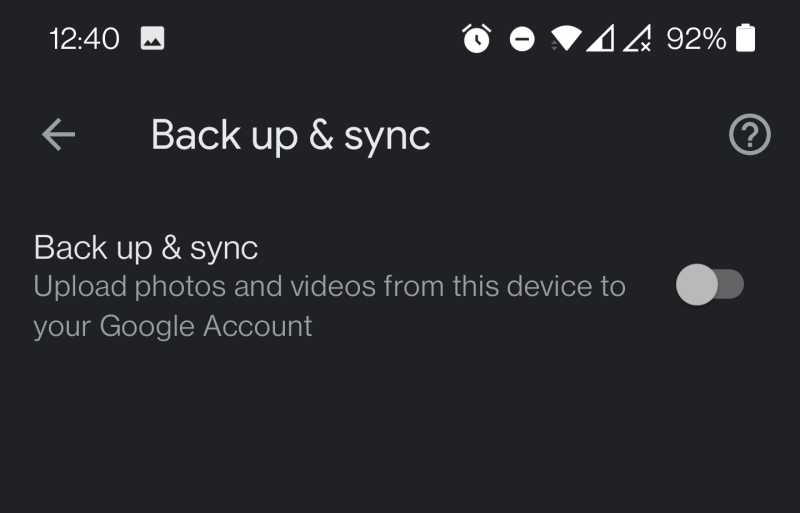 12:40 92%
Back up & sync
Back up & sync
Upload photos and videos from this device to
your Google Account